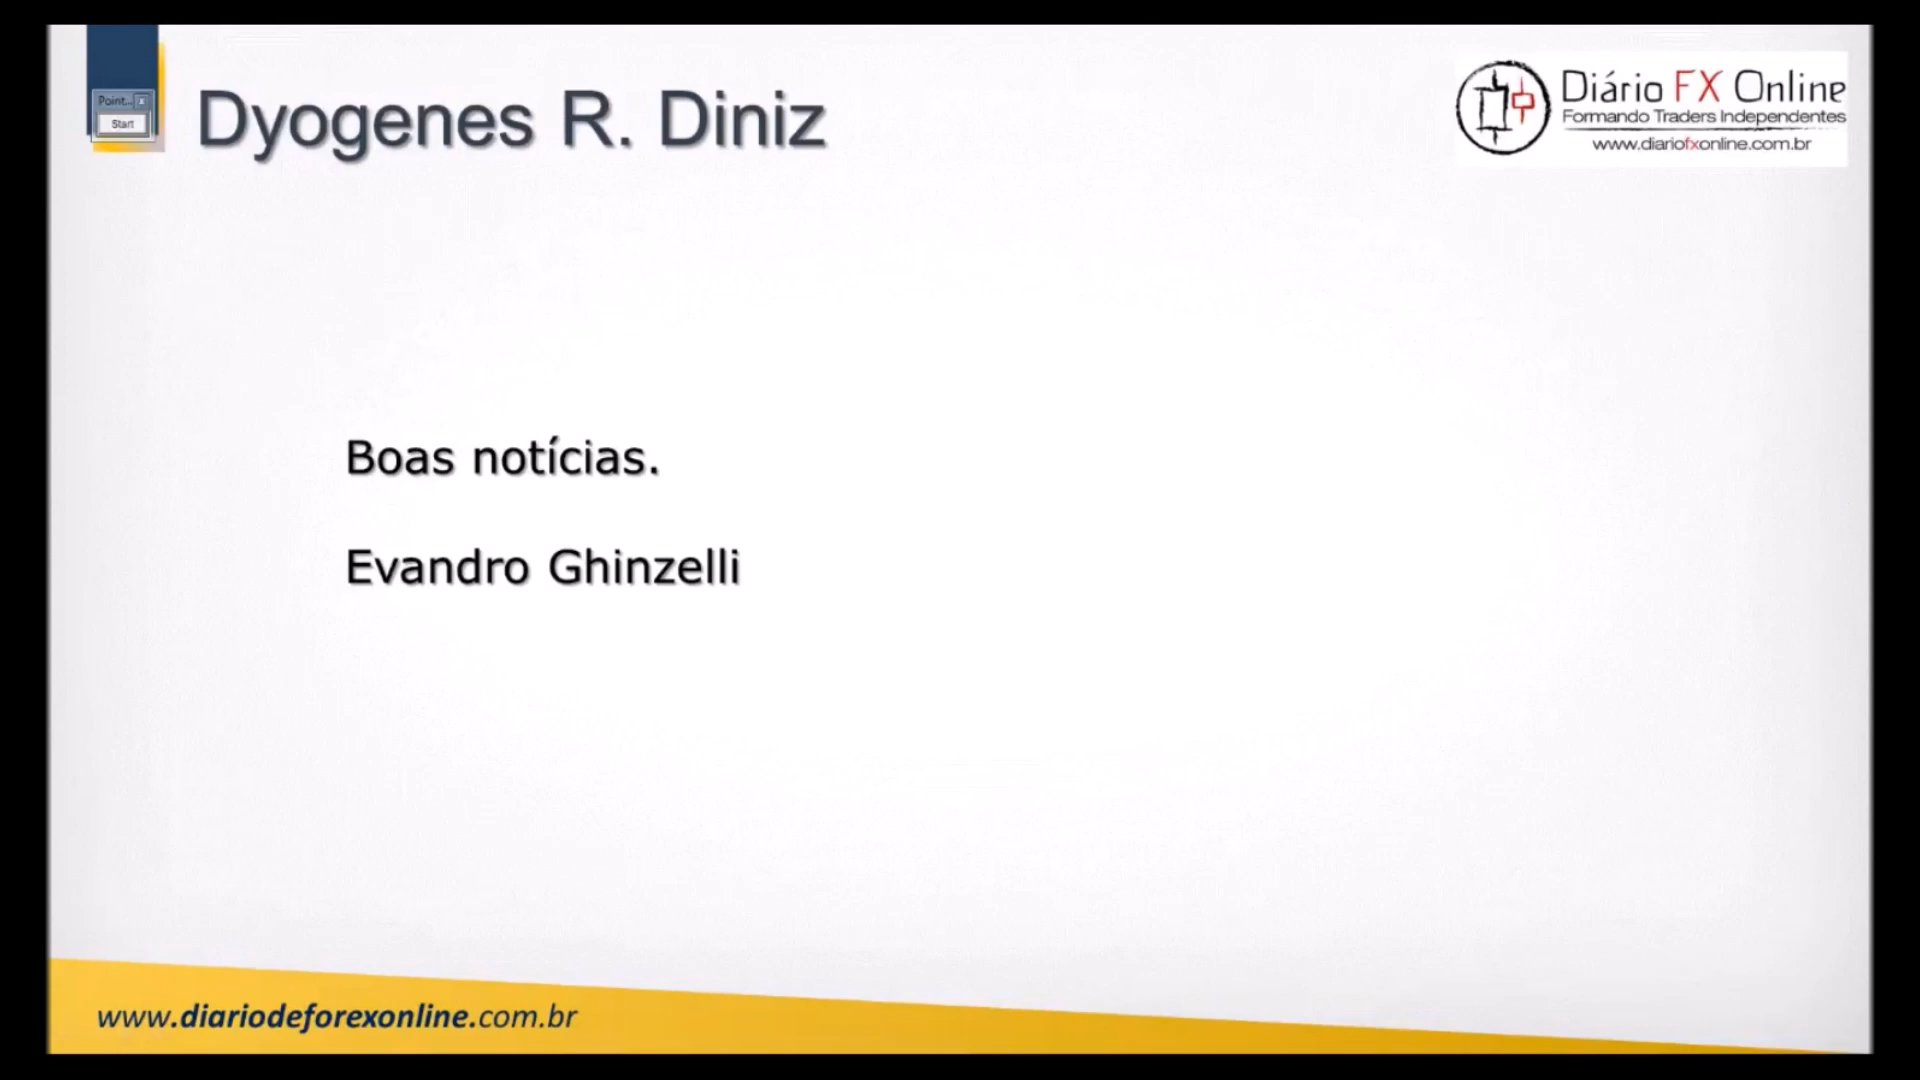 Point...
x
Start
Dyogenes R. Diniz
Diário FX Online
Formando Traders Independentes
www.diariofxonline.com.br
Boas notícias.
Evandro Ghinzelli
www.diariodeforexonline.com.br